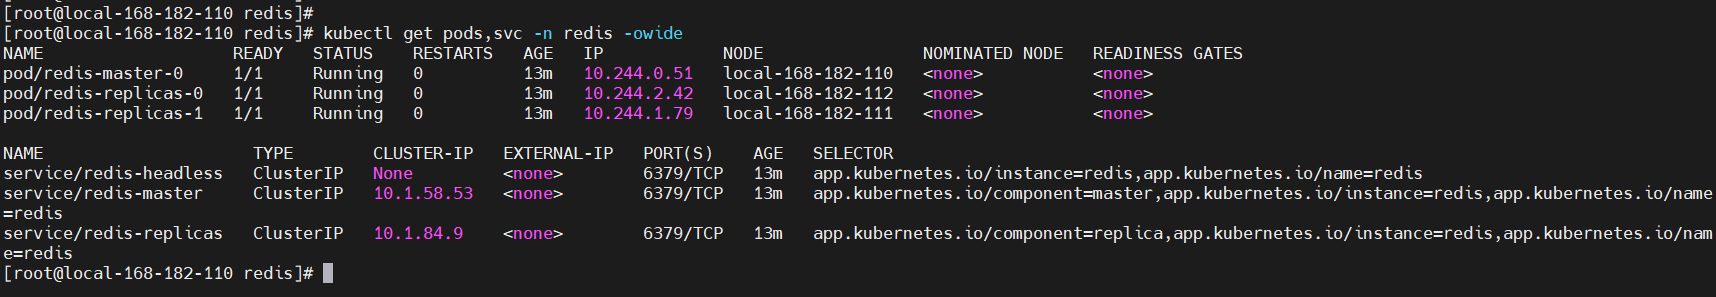 [root@local-168-182-110 redis]#
[root@local-168-182-110 redis]# kubectl get pods,svc -n redis -owide
NAME                   READY   STATUS    RESTARTS   AGE   IP            NODE                NOMINATED NODE   READINESS GATES
pod/redis-master-0     1/1     Running   0          13m   10.244.0.51   local-168-182-110   <none>           <none>
pod/redis-replicas-0   1/1     Running   0          13m   10.244.2.42   local-168-182-112   <none>           <none>
pod/redis-replicas-1   1/1     Running   0          13m   10.244.1.79   local-168-182-111   <none>           <none>
NAME                     TYPE        CLUSTER-IP   EXTERNAL-IP   PORT(S)    AGE   SELECTOR
service/redis-headless   ClusterIP   None         <none>        6379/TCP   13m   app.kubernetes.io/instance=redis,app.kubernetes.io/name=redis
service/redis-master     ClusterIP   10.1.58.53   <none>        6379/TCP   13m   app.kubernetes.io/component=master,app.kubernetes.io/instance=redis,app.kubernetes.io/name
=redis
service/redis-replicas   ClusterIP   10.1.84.9    <none>        6379/TCP   13m   app.kubernetes.io/component=replica,app.kubernetes.io/instance=redis,app.kubernetes.io/nam
e=redis
[root@local-168-182-110 redis]#